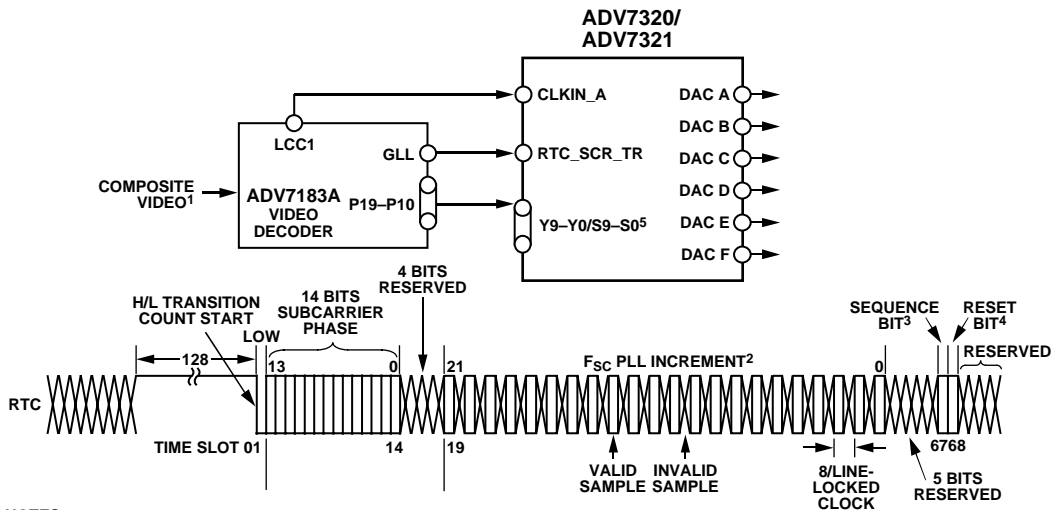 ADV7320/
ADV7321
CLKIN_A
DAC A
LCC1
DAC B
GLL
RTC_SCR_TR
DAC C
COMPOSITE
VIDEO1
ADV7183A
VIDEO
DECODER
P19–P10
DAC D
Y9–Y0/S9–S05
DAC E
DAC F
4 BITS
RESERVED
H/L TRANSITION
COUNT START
14 BITS
SUBCARRIER
PHASE
SEQUENCE
BIT3
RESET
BIT4
LOW
RESERVED
128
13
0
21
FSC PLL INCREMENT2
0
RTC
TIME SLOT 01
14
19
6768
VALID
SAMPLE
INVALID
SAMPLE
8/LINE-
LOCKED
CLOCK
5 BITS
RESERVED